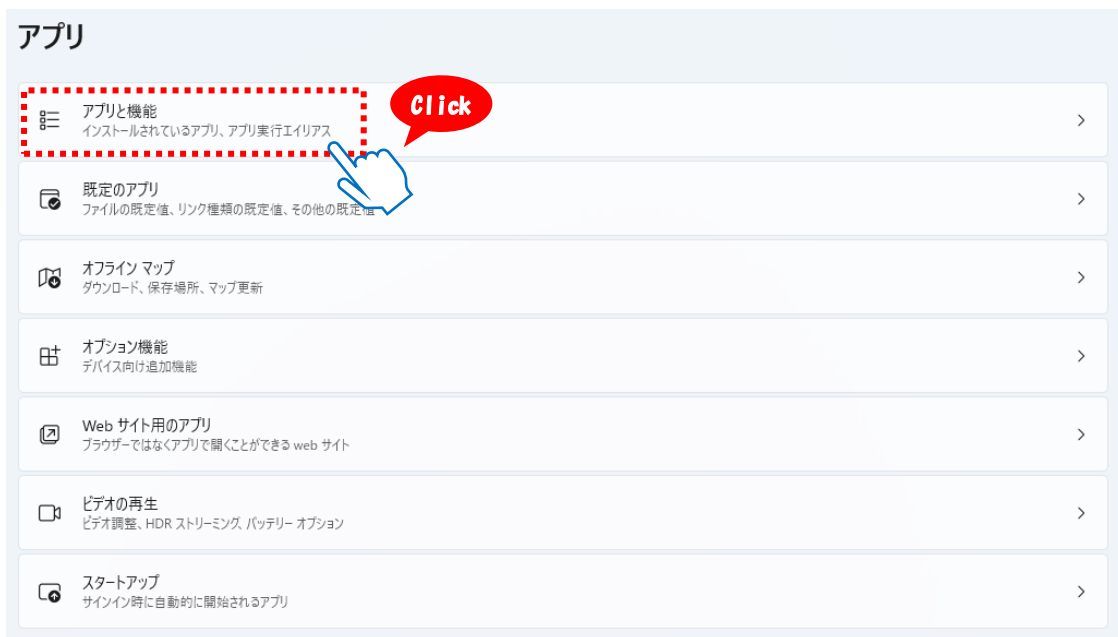 アプリ
アプリと機能
インストールされているアプリ、アプリ実行エイリアス
Click
既定のアプリ
ファイルの既定値、リンク種類の既定値、その他の既定値
オフライン マップ
ダウンロード、保存場所、マップ更新
オプション機能
デバイス向け追加機能
Web サイト用のアプリ
ブラウザーではなくアプリで開くことができる web サイト
ビデオの再生
ビデオ調整、HDR ストリーミング、バッテリー オプション
スタートアップ
サインイン時に自動的に開始されるアプリ